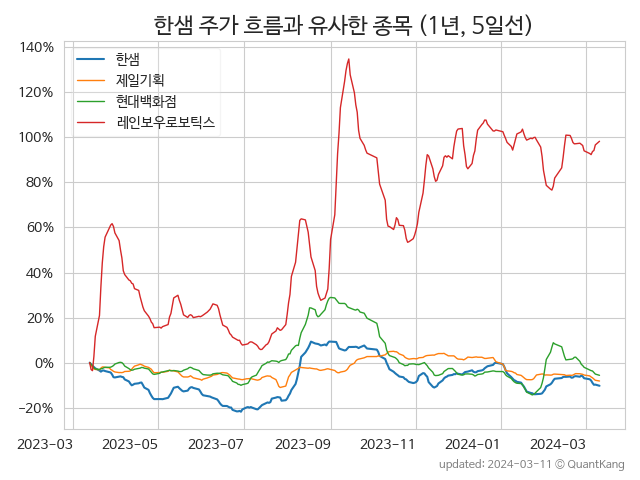 한샘 주가 흐름과 유사한 종목 (1년, 5일선)
140%
120%
100%
80%
60%
40%
20%
0%
−20%
한샘
제일기획
현대백화점
레인보우로보틱스
2023-03 2023-05 2023-07 2023-09 2023-11 2024-01 2024-03
updated: 2024-03-11 © QuantKang